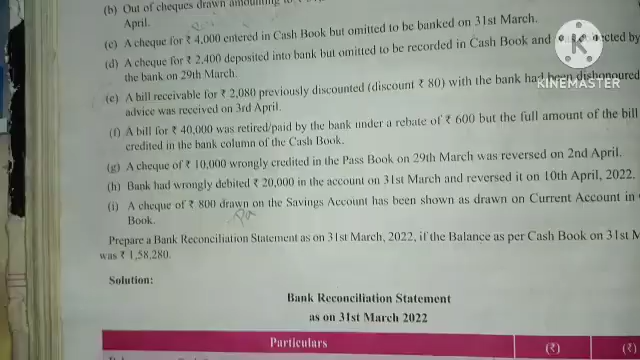 (b) Out of cheques drawn amounting to
April.
(c) A cheque for ₹ 4,000 entered in Cash Book but omitted to be banked on 31st March.
(d) A cheque for ₹ 2,400 deposited into bank but omitted to be recorded in Cash Book and was collected by
the bank on 29th March.
(e) A bill receivable for ₹ 2,080 previously discounted (discount ₹ 80) with the bank had been dishonoured
advice was received on 3rd April.
(f) A bill for ₹ 40,000 was retired/paid by the bank under a rebate of ₹ 600 but the full amount of the bill
credited in the bank column of the Cash Book.
(g) A cheque of ₹ 10,000 wrongly credited in the Pass Book on 29th March was reversed on 2nd April.
(h) Bank had wrongly debited ₹ 20,000 in the account on 31st March and reversed it on 10th April, 2022.
(i) A cheque of ₹ 800 drawn on the Savings Account has been shown as drawn on Current Account in
Book.
Prepare a Bank Reconciliation Statement as on 31st March, 2022, if the Balance as per Cash Book on 31st M
was ₹ 1,58,280.
Solution:
Bank Reconciliation Statement
as on 31st March 2022
Particulars (₹) (₹)
K
KINEMASTER